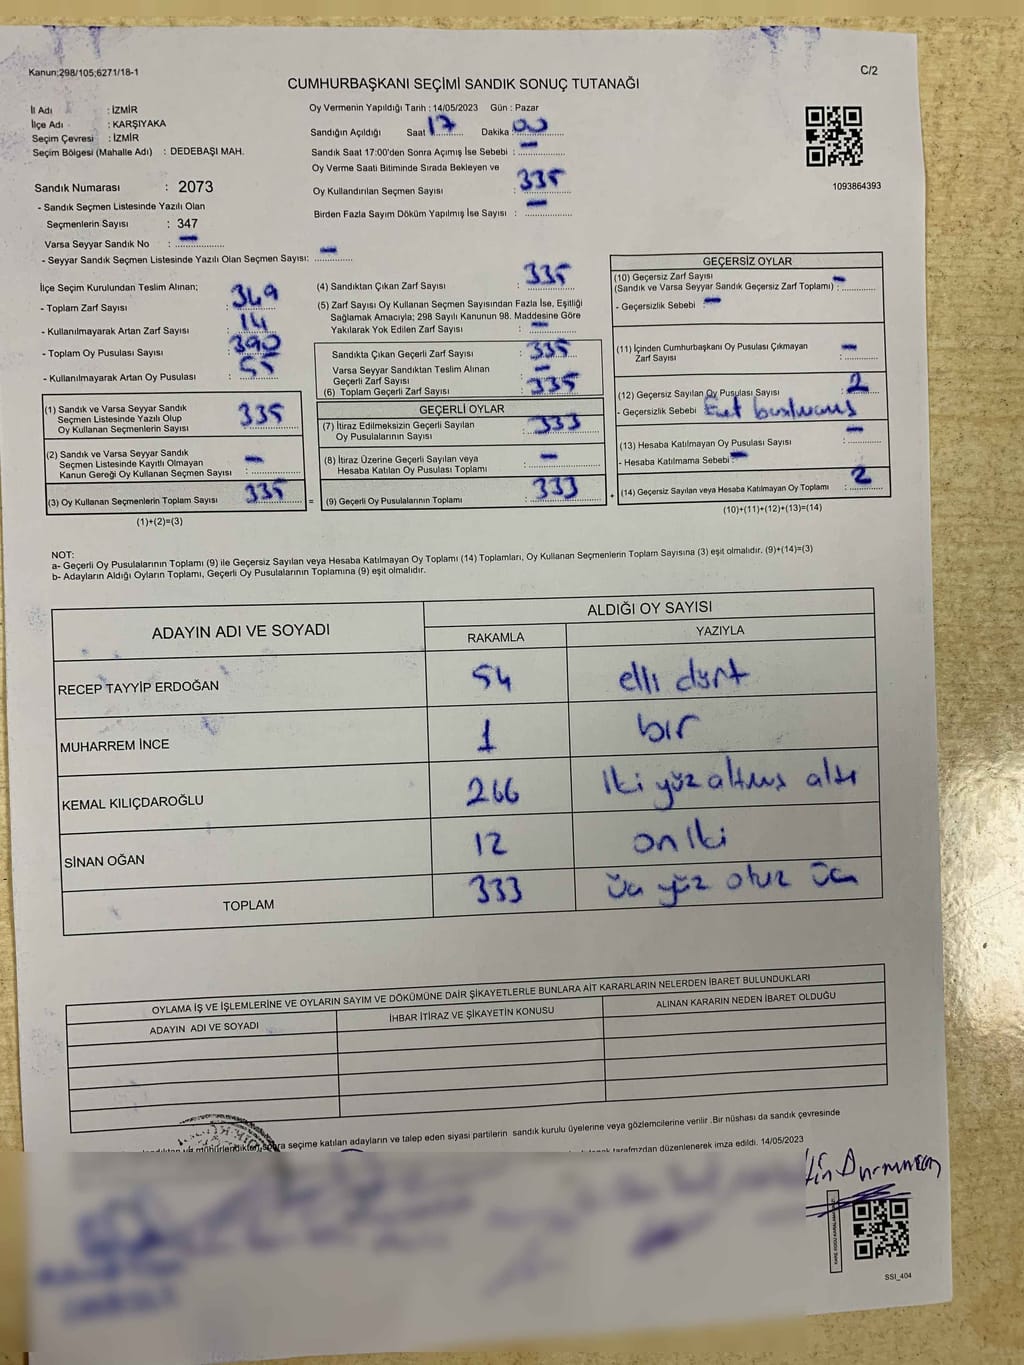 Kanun;298/105;6271/18-1
C/2
CUMHURBAŞKANI SEÇİMİ SANDIK SONUÇ TUTANAĞI
İl Adı : İZMİR
İlçe Adı : KARŞIYAKA
Seçim Çevresi : İZMİR
Seçim Bölgesi (Mahalle Adı) : DEDEBAŞI MAH.
Sandık Numarası : 2073
- Sandık Seçmen Listesinde Yazılı Olan
Seçmenlerin Sayısı : 347
Varsa Seyyar Sandık No : —
- Seyyar Sandık Seçmen Listesinde Yazılı Olan Seçmen Sayısı: —
Oy Vermenin Yapıldığı Tarih : 14/05/2023 Gün : Pazar
Sandığın Açıldığı Saat 17 Dakika 00
Sandık Saat 17:00'den Sonra Açımış İse Sebebi : —
Oy Verme Saati Bitiminde Sırada Bekleyen ve
Oy Kullandırılan Seçmen Sayısı : 335
Birden Fazla Sayım Döküm Yapılmış İse Sayısı : —
1093864393
İlçe Seçim Kurulundan Teslim Alınan;
- Toplam Zarf Sayısı : 349
- Kullanılmayarak Artan Zarf Sayısı : 14
- Toplam Oy Pusulası Sayısı : 390
- Kullanılmayarak Artan Oy Pusulası : 55
(1) Sandık ve Varsa Seyyar Sandık
Seçmen Listesinde Yazılı Olup
Oy Kullanan Seçmenlerin Sayısı : 335
(2) Sandık ve Varsa Seyyar Sandık
Seçmen Listesinde Kayıtlı Olmayan
Kanun Gereği Oy Kullanan Seçmen Sayısı : —
(3) Oy Kullanan Seçmenlerin Toplam Sayısı : 335
(1)+(2)=(3)
=
(4) Sandıktan Çıkan Zarf Sayısı : 335
(5) Zarf Sayısı Oy Kullanan Seçmen Sayısından Fazla İse, Eşitliği
Sağlamak Amacıyla; 298 Sayılı Kanunun 98. Maddesine Göre
Yakılarak Yok Edilen Zarf Sayısı : —
Sandıkta Çıkan Geçerli Zarf Sayısı : 335
Varsa Seyyar Sandıktan Teslim Alınan
Geçerli Zarf Sayısı : —
(6) Toplam Geçerli Zarf Sayısı : 335
GEÇERLİ OYLAR
(7) İtiraz Edilmeksizin Geçerli Sayılan
Oy Pusulalarının Sayısı : 333
(8) İtiraz Üzerine Geçerli Sayılan veya
Hesaba Katılan Oy Pusulası Toplamı : —
(9) Geçerli Oy Pusulalarının Toplamı : 333
+
GEÇERSİZ OYLAR
(10) Geçersiz Zarf Sayısı
(Sandık ve Varsa Seyyar Sandık Geçersiz Zarf Toplamı) : —
- Geçersizlik Sebebi : —
(11) İçinden Cumhurbaşkanı Oy Pusulası Çıkmayan
Zarf Sayısı : —
(12) Geçersiz Sayılan Oy Pusulası Sayısı : 2
- Geçersizlik Sebebi :
(13) Hesaba Katılmayan Oy Pusulası Sayısı : —
- Hesaba Katılmama Sebebi : —
(14) Geçersiz Sayılan veya Hesaba Katılmayan Oy Toplamı : 2
(10)+(11)+(12)+(13)=(14)
NOT:
a- Geçerli Oy Pusulalarının Toplamı (9) ile Geçersiz Sayılan veya Hesaba Katılmayan Oy Toplamı (14) Toplamları, Oy Kullanan Seçmenlerin Toplam Sayısına (3) eşit olmalıdır. (9)+(14)=(3)
b- Adayların Aldığı Oyların Toplamı, Geçerli Oy Pusulalarının Toplamına (9) eşit olmalıdır.
ADAYIN ADI VE SOYADI ALDIĞI OY SAYISI
RAKAMLA YAZIYLA
RECEP TAYYİP ERDOĞAN 54 elli dört
MUHARREM İNCE 1 bir
KEMAL KILIÇDAROĞLU 266 İki yüz altmış altı
SİNAN OĞAN 12 on iki
TOPLAM 333 Üç yüz otuz üç
OYLAMA İŞ VE İŞLEMLERİNE VE OYLARIN SAYIM VE DÖKÜMÜNE DAİR ŞİKAYETLERLE BUNLARA AİT KARARLARIN NELERDEN İBARET BULUNDUKLARI
ADAYIN ADI VE SOYADI İHBAR İTİRAZ VE ŞİKAYETİN KONUSU ALINAN KARARIN NEDEN İBARET OLDUĞU
mühürlendikten sonra seçime katılan adayların ve talep eden siyasi partilerin sandık kurulu üyelerine veya gözlemcilerine verilir .Bir nüshası da sandık çevresinde
tarafımızdan düzenlenerek imza edildi. 14/05/2023
SSI_404